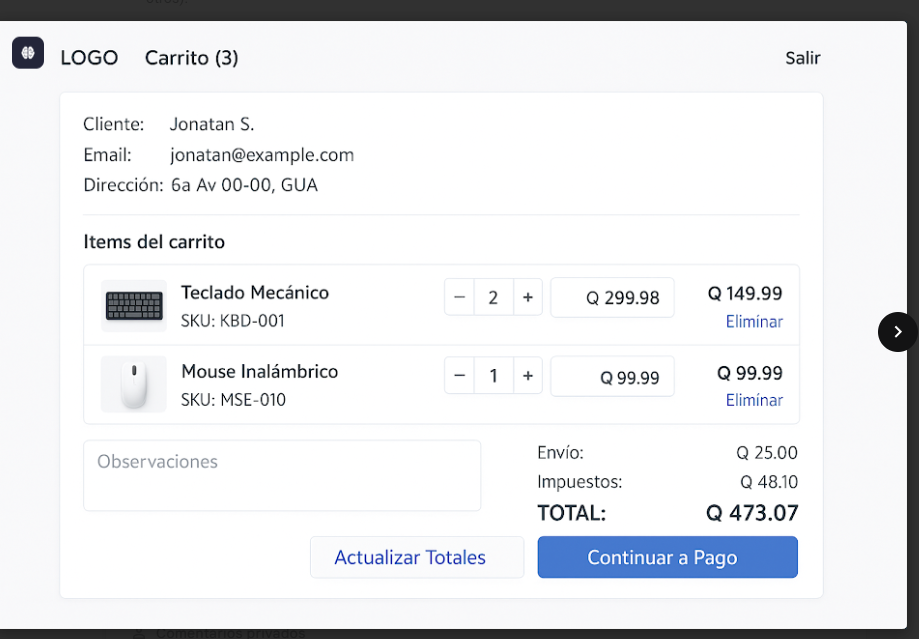 LOGO Carrito (3) Salir
Cliente: Jonatan S.
Email: jonatan@example.com
Dirección: 6a Av 00-00, GUA
Items del carrito
Teclado Mecánico
SKU: KBD-001
− 2 +
Q 299.98
Q 149.99
Elimínar
Mouse Inalámbrico
SKU: MSE-010
− 1 +
Q 99.99
Q 99.99
Elimínar
Observaciones
Envío: Q 25.00
Impuestos: Q 48.10
TOTAL: Q 473.07
Actualizar Totales
Continuar a Pago
Comentarios privados